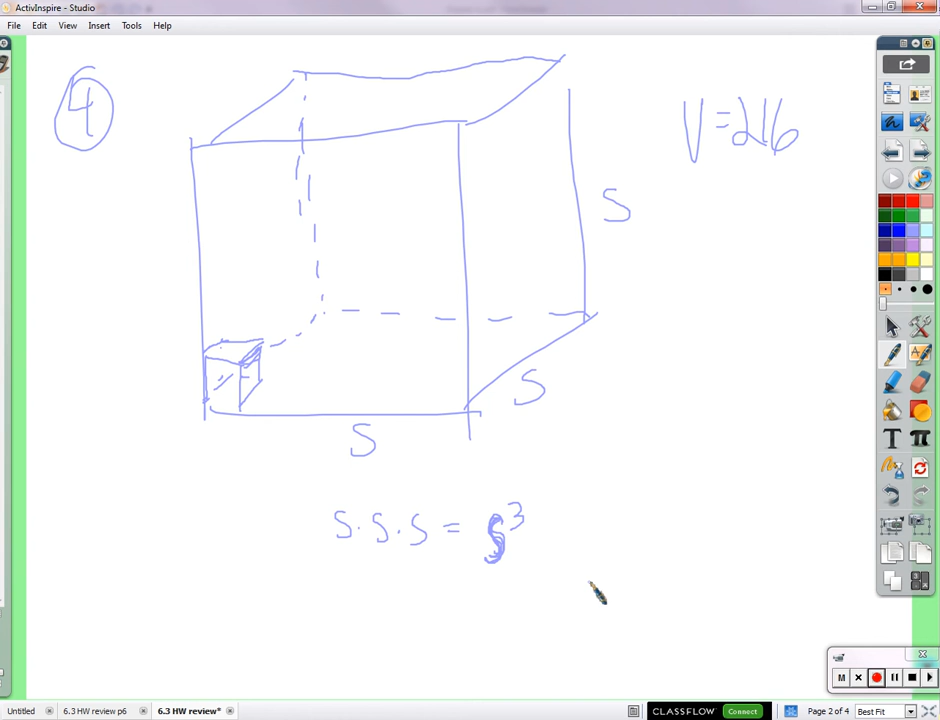 ActivInspire - Studio
File Edit View Insert Tools Help
4
V=216
S
S
S
S·S·S = S³
T π
M
Untitled 6.3 HW review p6 6.3 HW review* CLASSFLOW Connect Page 2 of 4 Best Fit